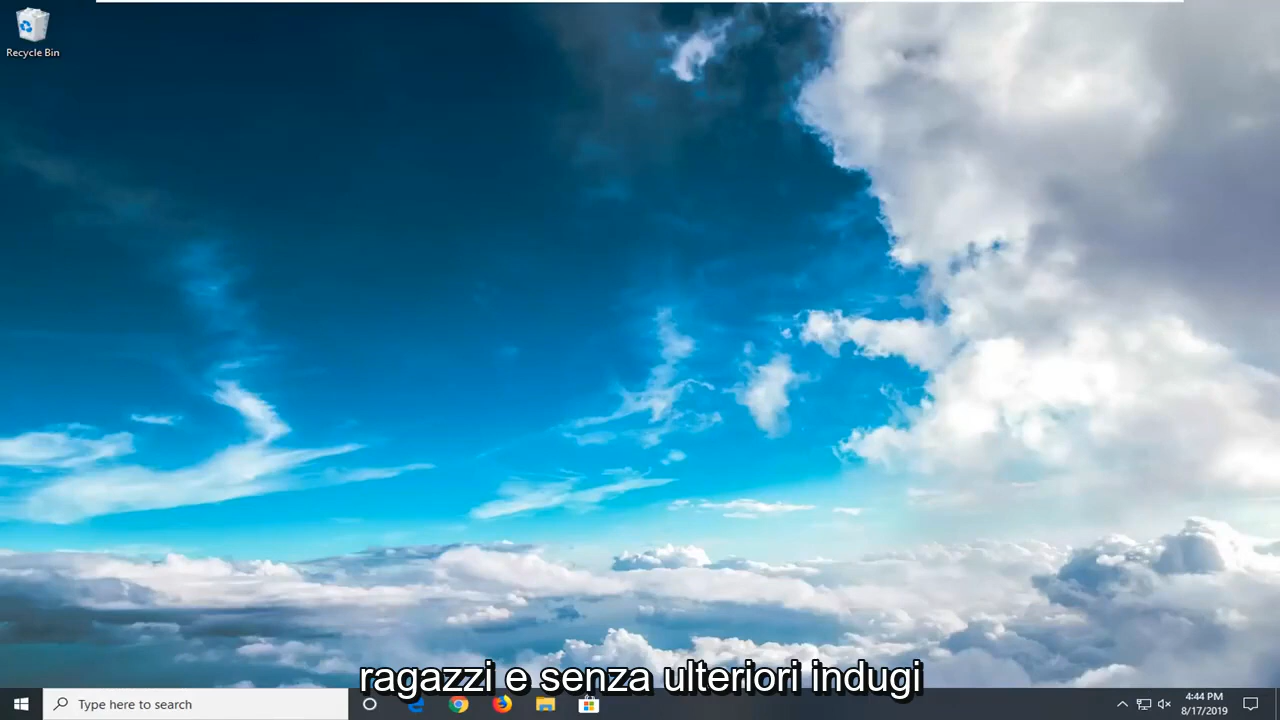 Recycle Bin
ragazzi e senza ulteriori indugi
Type here to search
4:44 PM
8/17/2019